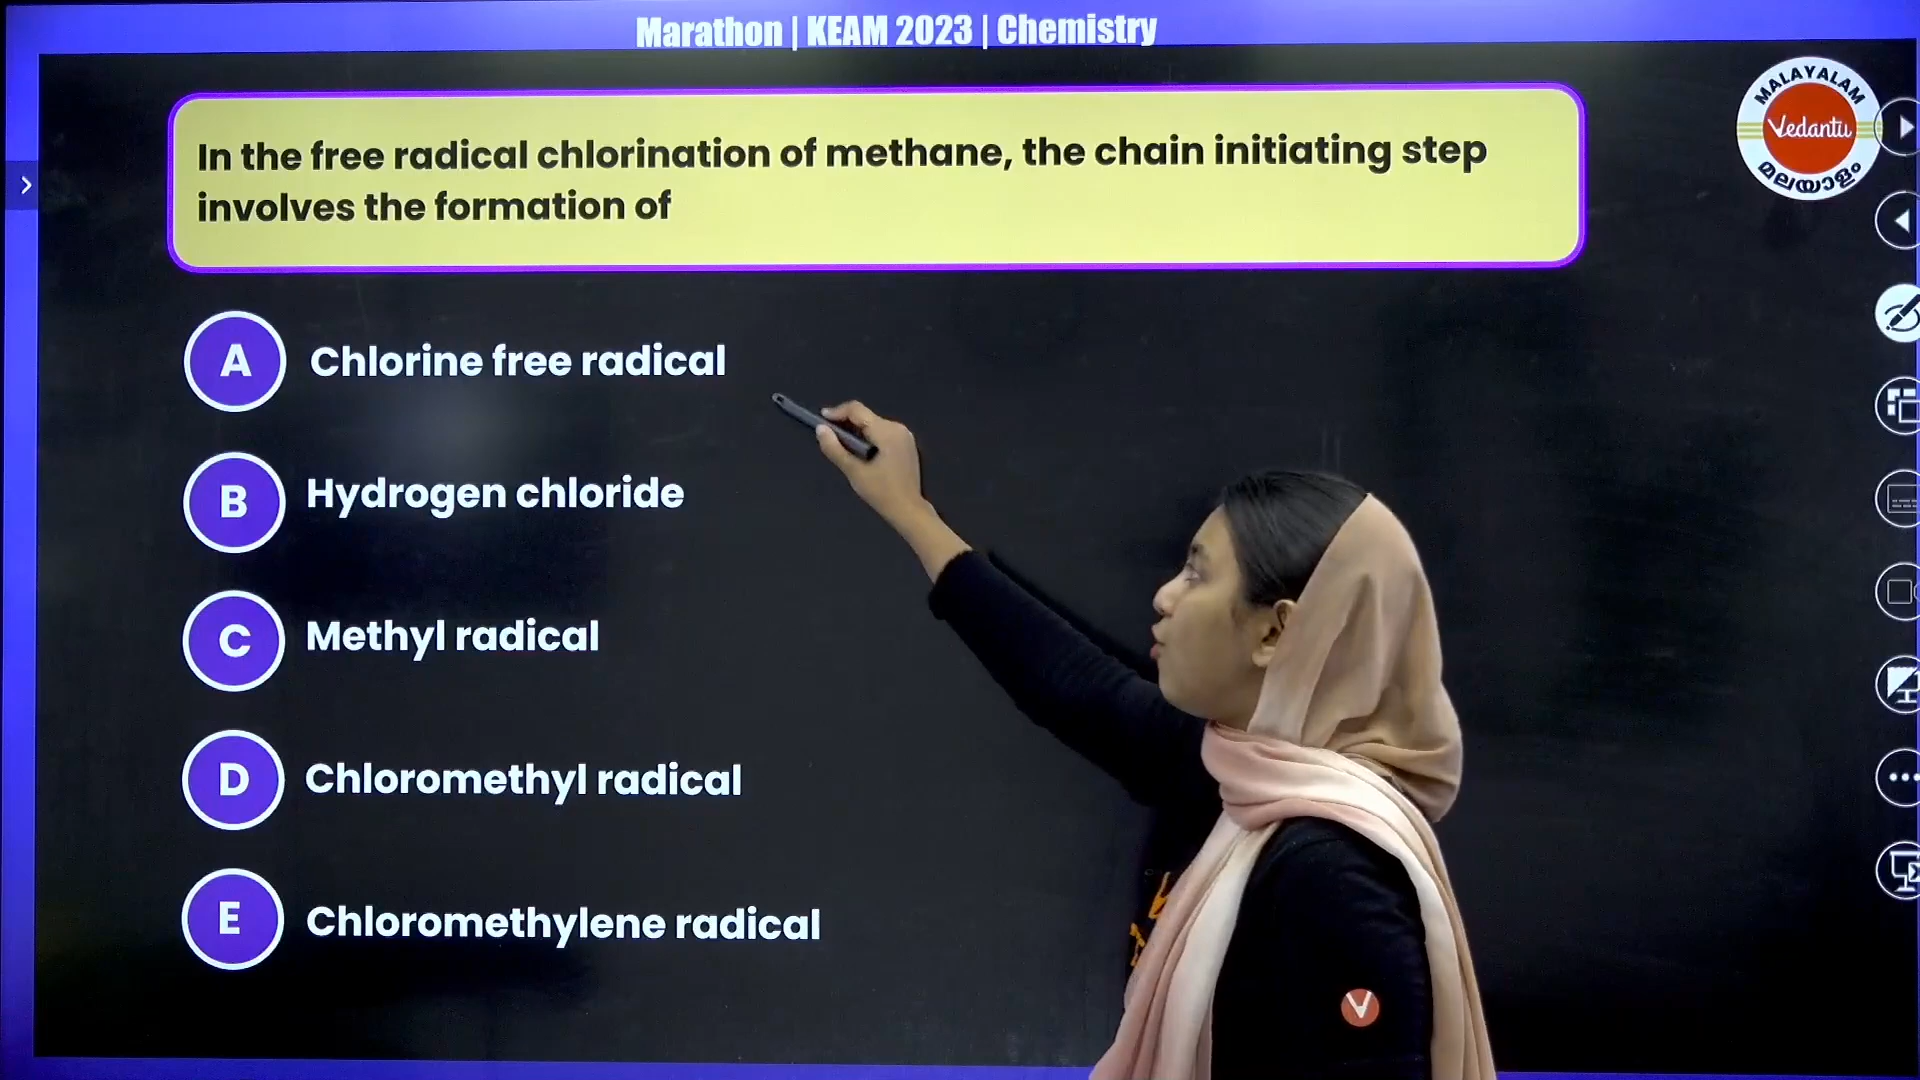 Marathon | KEAM 2023 | Chemistry
In the free radical chlorination of methane, the chain initiating step
involves the formation of
A Chlorine free radical
B Hydrogen chloride
C Methyl radical
D Chloromethyl radical
E Chloromethylene radical
MALAYALAM
Vedantu
മലയാളം
V